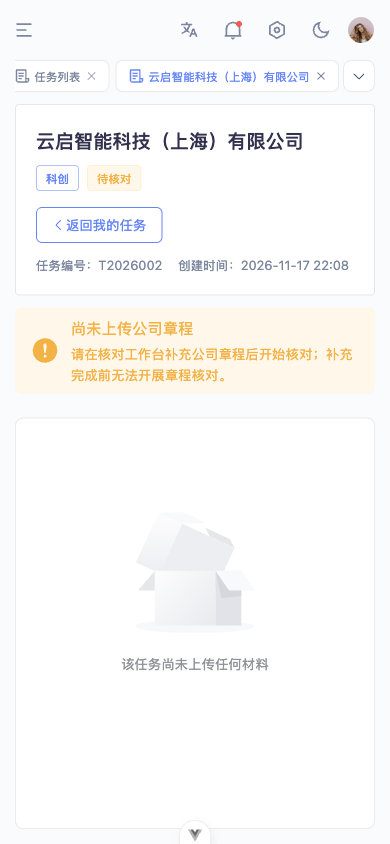 任务列表
云启智能科技（上海）有限公司
云启智能科技（上海）有限公司
科创
待核对
返回我的任务
任务编号：T2026002 创建时间：2026-11-17 22:08
尚未上传公司章程
请在核对工作台补充公司章程后开始核对；补充
完成前无法开展章程核对。
该任务尚未上传任何材料